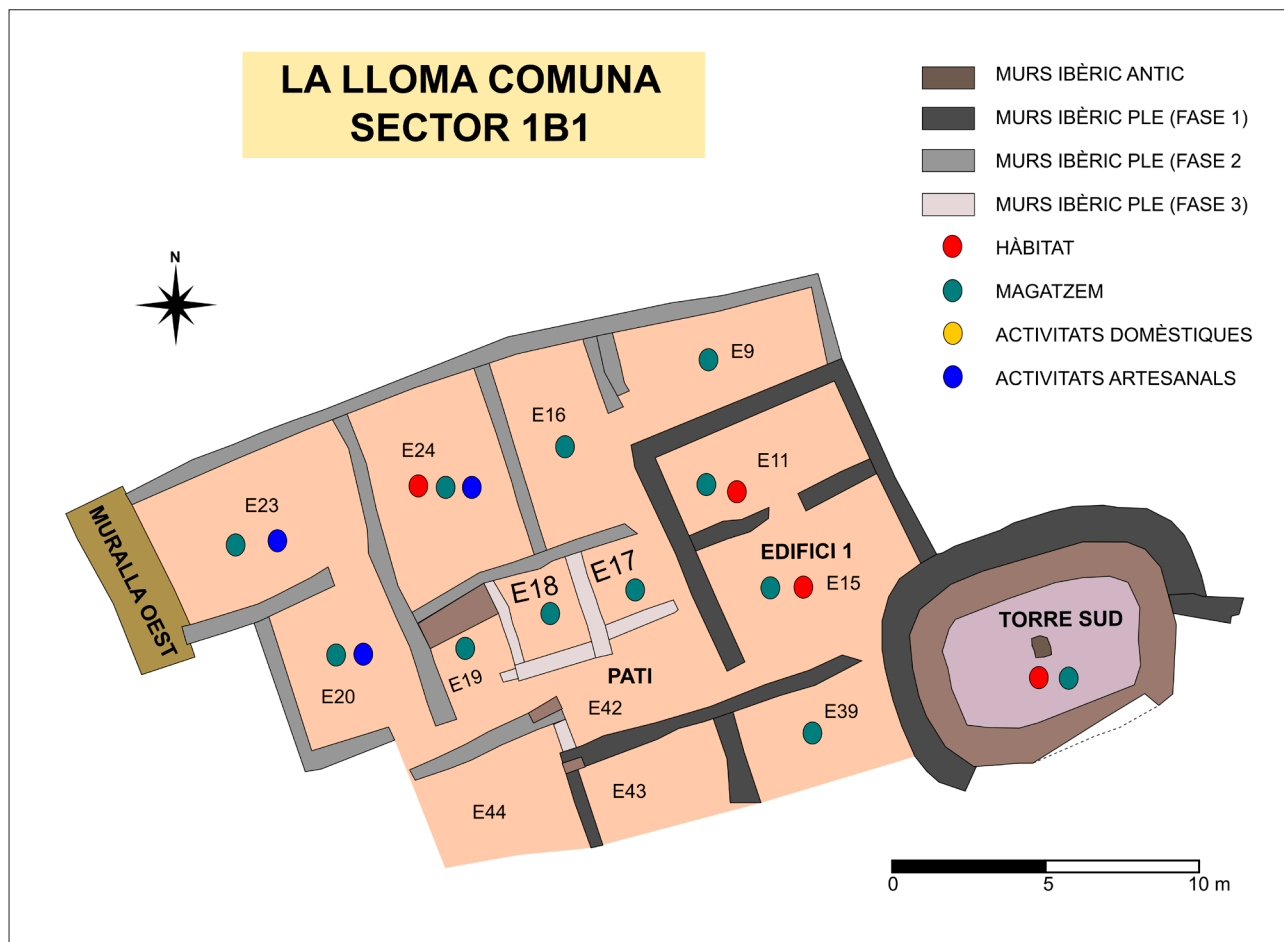 LA LLOMA COMUNA
SECTOR 1B1
MURS IBÈRIC ANTIC
MURS IBÈRIC PLE (FASE 1)
MURS IBÈRIC PLE (FASE 2
MURS IBÈRIC PLE (FASE 3)
HÀBITAT
MAGATZEM
ACTIVITATS DOMÈSTIQUES
ACTIVITATS ARTESANALS
N
E9
E16
E24
E11
E23
MURALLA OEST
EDIFICI 1
E17
E18
E15
TORRE SUD
E19
PATI
E20
E42
E39
E43
E44
0 5 10 m